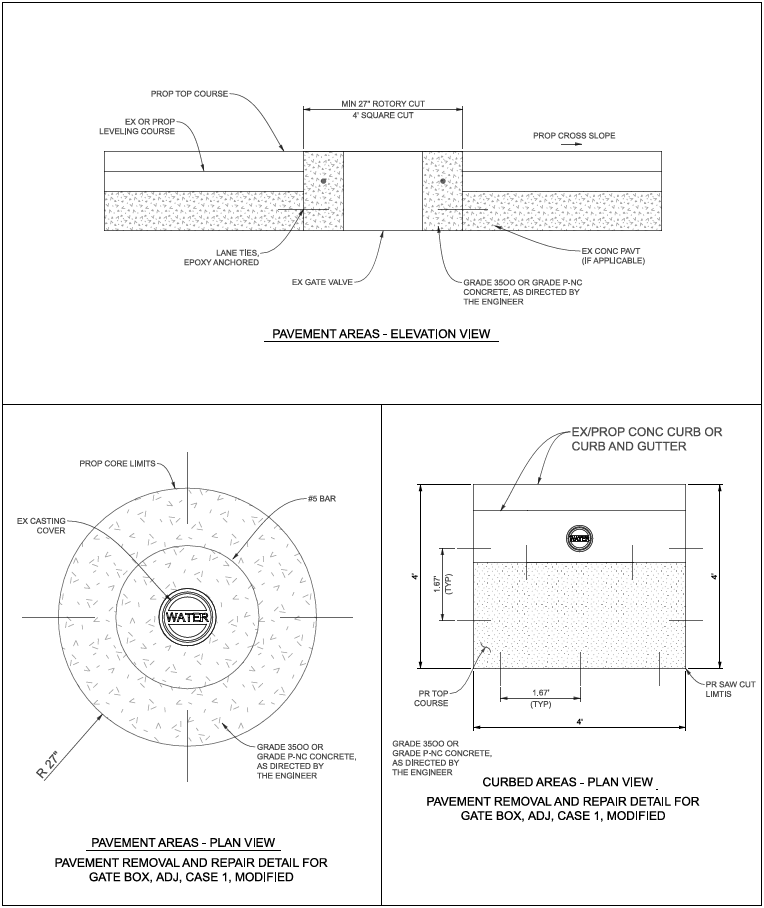 PROP TOP COURSE
MIN 27" ROTORY CUT
4' SQUARE CUT
EX OR PROP
LEVELING COURSE
PROP CROSS SLOPE
LANE TIES,
EPOXY ANCHORED
EX GATE VALVE
EX CONC PAVT
(IF APPLICABLE)
GRADE 3500 OR GRADE P-NC
CONCRETE, AS DIRECTED BY
THE ENGINEER
PAVEMENT AREAS - ELEVATION VIEW
PROP CORE LIMITS
#5 BAR
EX CASTING
COVER
WATER
R 27"
GRADE 3500 OR
GRADE P-NC CONCRETE,
AS DIRECTED BY
THE ENGINEER
PAVEMENT AREAS - PLAN VIEW
PAVEMENT REMOVAL AND REPAIR DETAIL FOR
GATE BOX, ADJ, CASE 1, MODIFIED
EX/PROP CONC CURB OR
CURB AND GUTTER
WATER
4'
1.67'
(TYP)
4'
PR TOP
COURSE
1.67'
(TYP)
PR SAW CUT
LIMTIS
4'
GRADE 3500 OR
GRADE P-NC CONCRETE,
AS DIRECTED BY
THE ENGINEER
CURBED AREAS - PLAN VIEW
PAVEMENT REMOVAL AND REPAIR DETAIL FOR
GATE BOX, ADJ, CASE 1, MODIFIED